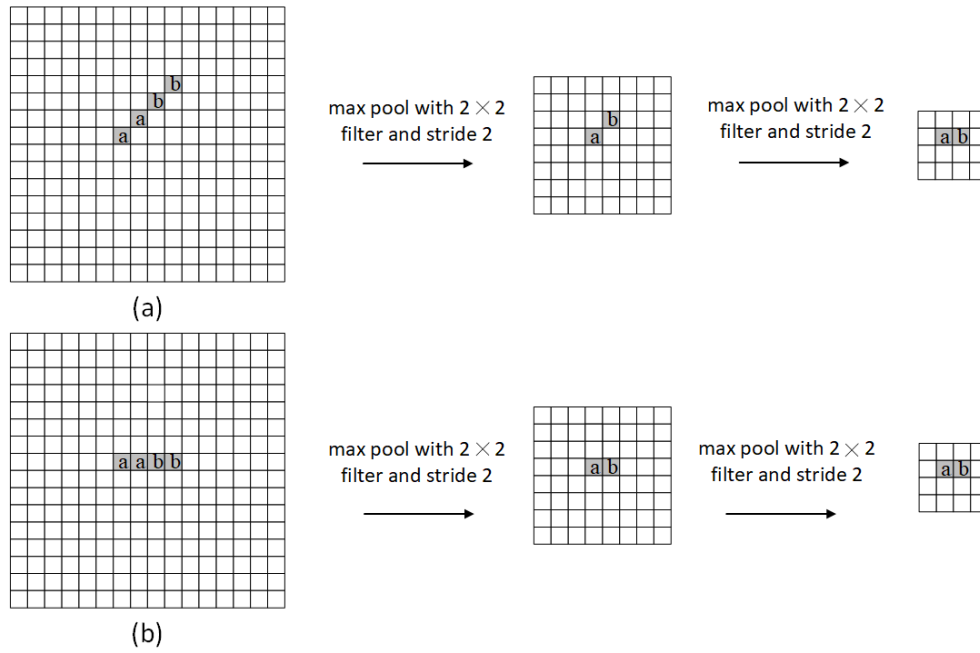 b
b
a
a
(a)
max pool with 2 × 2
filter and stride 2
b
a
max pool with 2 × 2
filter and stride 2
a b
a a b b
(b)
max pool with 2 × 2
filter and stride 2
a b
max pool with 2 × 2
filter and stride 2
a b